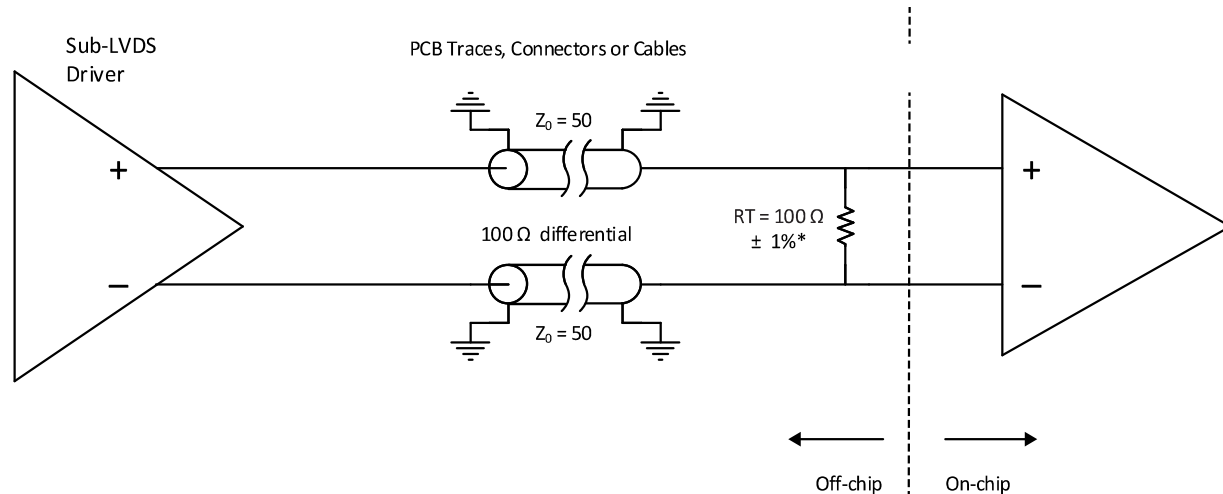 Sub-LVDS
Driver
PCB Traces, Connectors or Cables
Z₀ = 50
+
+
RT = 100 Ω
± 1%*
100 Ω differential
−
−
Z₀ = 50
Off-chip
On-chip